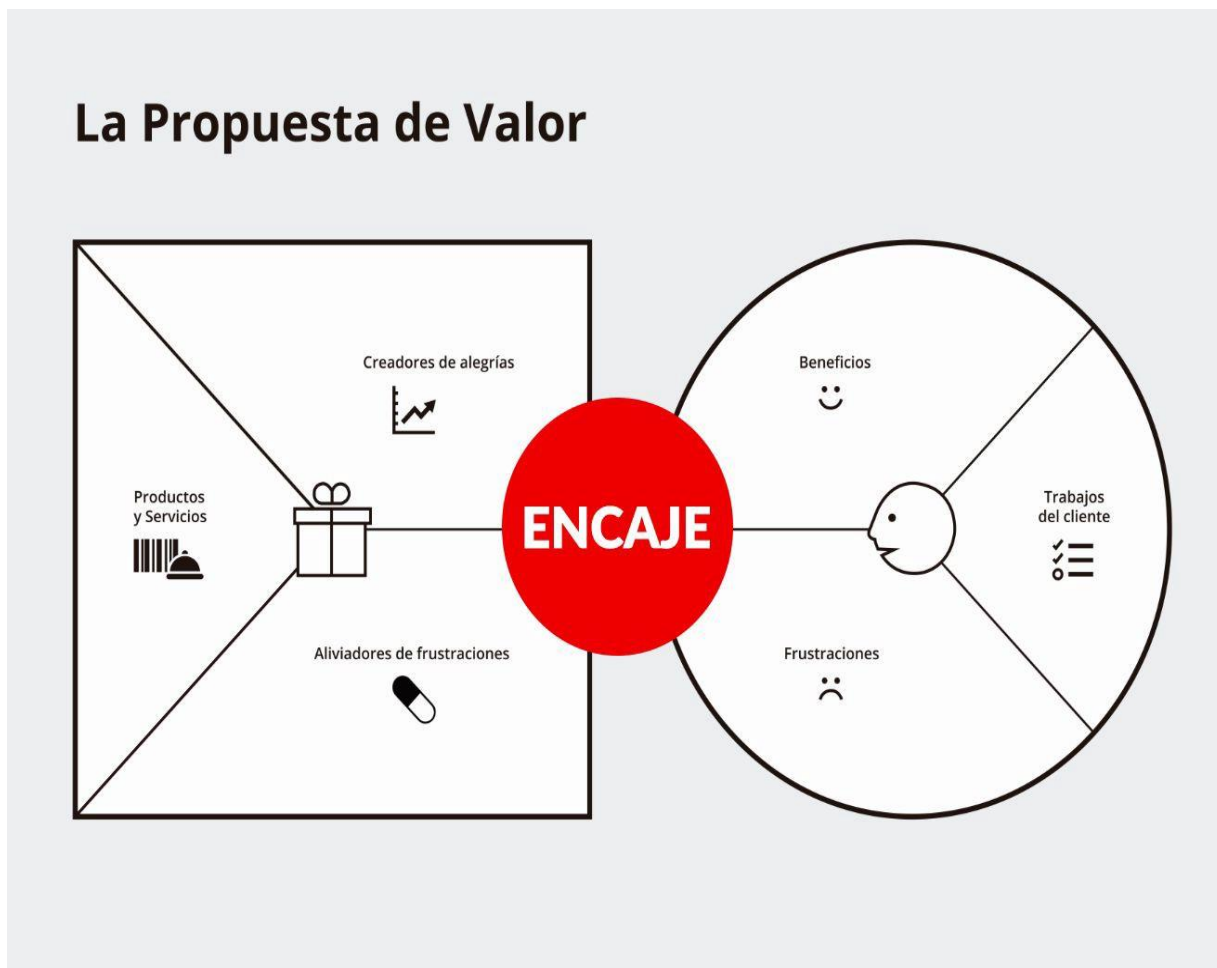 La Propuesta de Valor
Creadores de alegrías
Productos
y Servicios
Aliviadores de frustraciones
ENCAJE
Beneficios
Trabajos
del cliente
Frustraciones